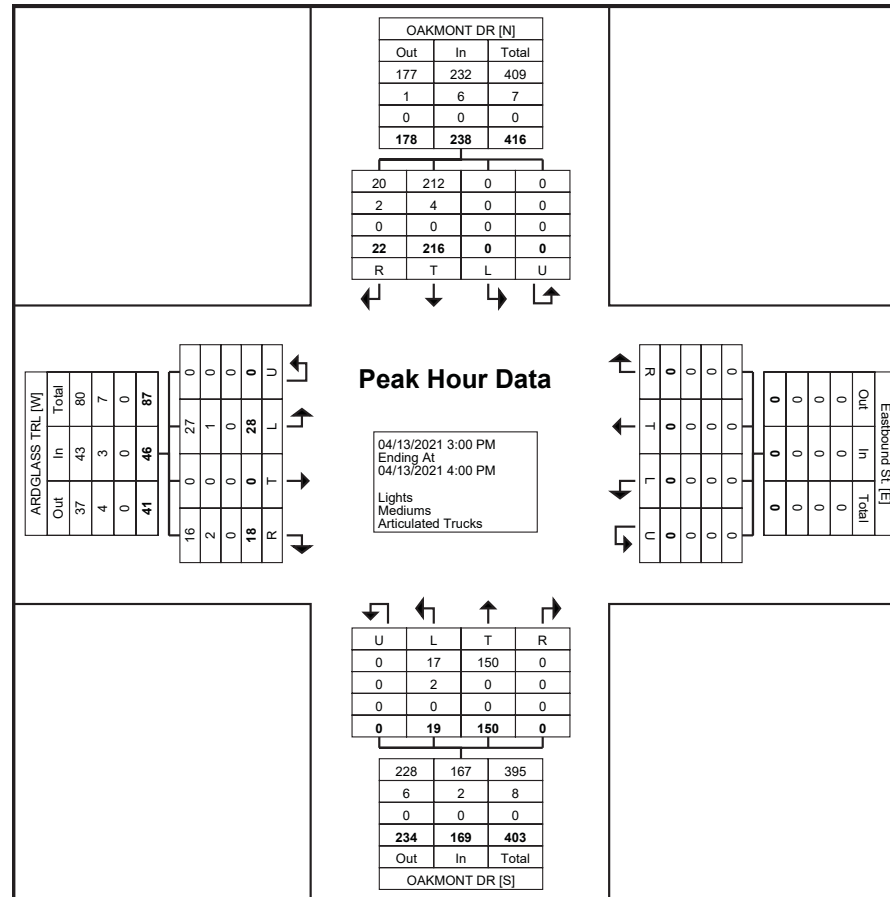 OAKMONT DR [N]
Out In Total
177 232 409
1 6 7
0 0 0
178 238 416
20 212 0 0
2 4 0 0
0 0 0 0
22 216 0 0
R T L U
ARDGLASS TRL [W]
Total In Out
80 43 37
7 3 4
0 0 0
87 46 41
0 27 0 16
0 1 0 2
0 0 0 0
0 28 0 18
U L T R
Peak Hour Data
04/13/2021 3:00 PM
Ending At
04/13/2021 4:00 PM
Lights
Mediums
Articulated Trucks
R T L U
0 0 0 0
0 0 0 0
0 0 0 0
0 0 0 0
0 0 0
0 0 0
0 0 0
0 0 0
Out In Total
Eastbound St. [E]
U L T R
0 17 150 0
0 2 0 0
0 0 0 0
0 19 150 0
228 167 395
6 2 8
0 0 0
234 169 403
Out In Total
OAKMONT DR [S]